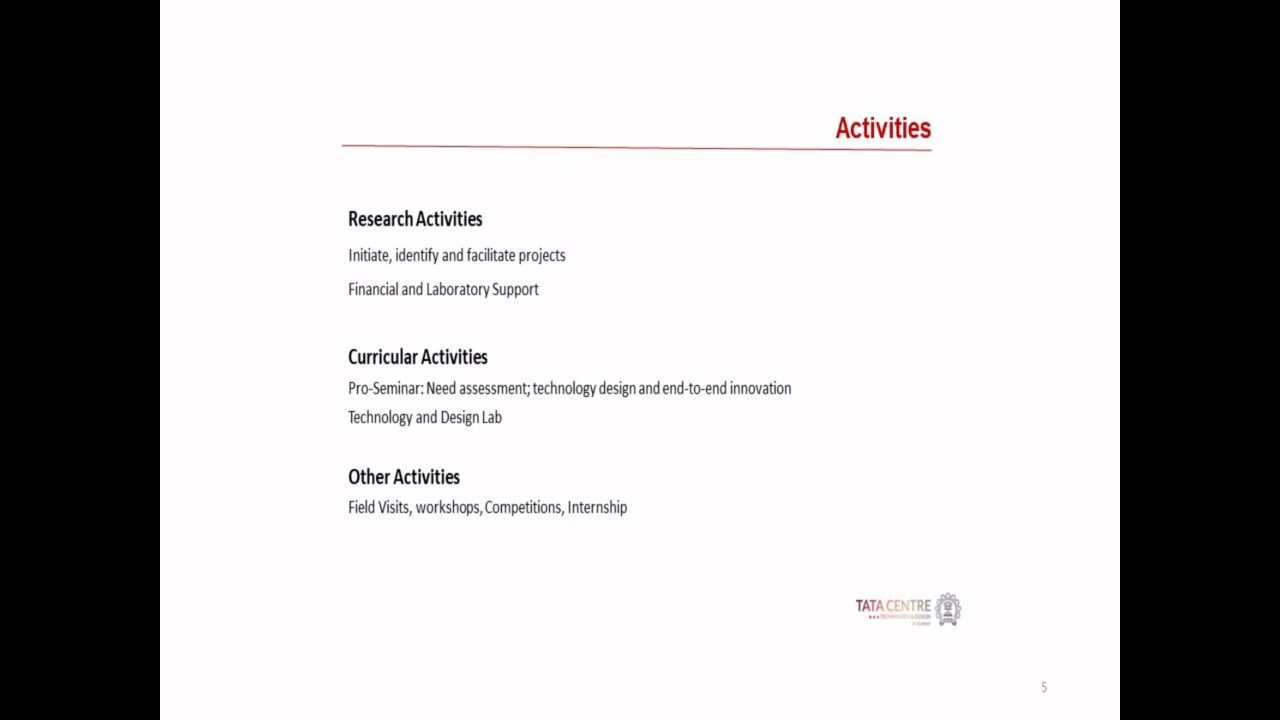 Activities
Research Activities
Initiate, identify and facilitate projects
Financial and Laboratory Support
Curricular Activities
Pro-Seminar: Need assessment; technology design and end-to-end innovation
Technology and Design Lab
Other Activities
Field Visits, workshops, Competitions, Internship
TATA CENTRE
TECHNOLOGY & DESIGN
5